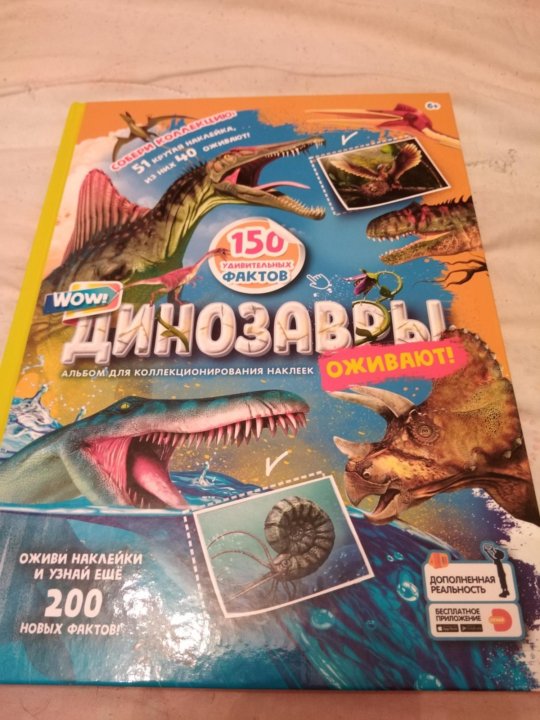 6+
СОБЕРИ КОЛЛЕКЦИЮ:
51 КРУГЛАЯ НАКЛЕЙКА,
ИЗ НИХ 40 ОЖИВАЮТ!
150
УДИВИТЕЛЬНЫХ
ФАКТОВ
WOW!
ДИНОЗАВРЫ
ОЖИВАЮТ!
АЛЬБОМ ДЛЯ КОЛЛЕКЦИОНИРОВАНИЯ НАКЛЕЕК
ОЖИВИ НАКЛЕЙКИ
И УЗНАЙ ЕЩЁ
200
НОВЫХ ФАКТОВ!
ДОПОЛНЕННАЯ
РЕАЛЬНОСТЬ
БЕСПЛАТНОЕ
ПРИЛОЖЕНИЕ